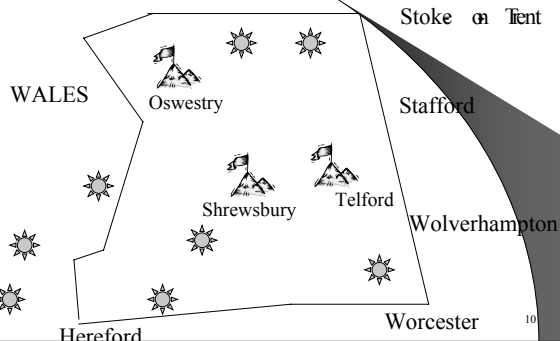 Stoke on Trent
WALES
Oswestry
Stafford
Shrewsbury
Telford
Wolverhampton
Worcester
10
Hereford